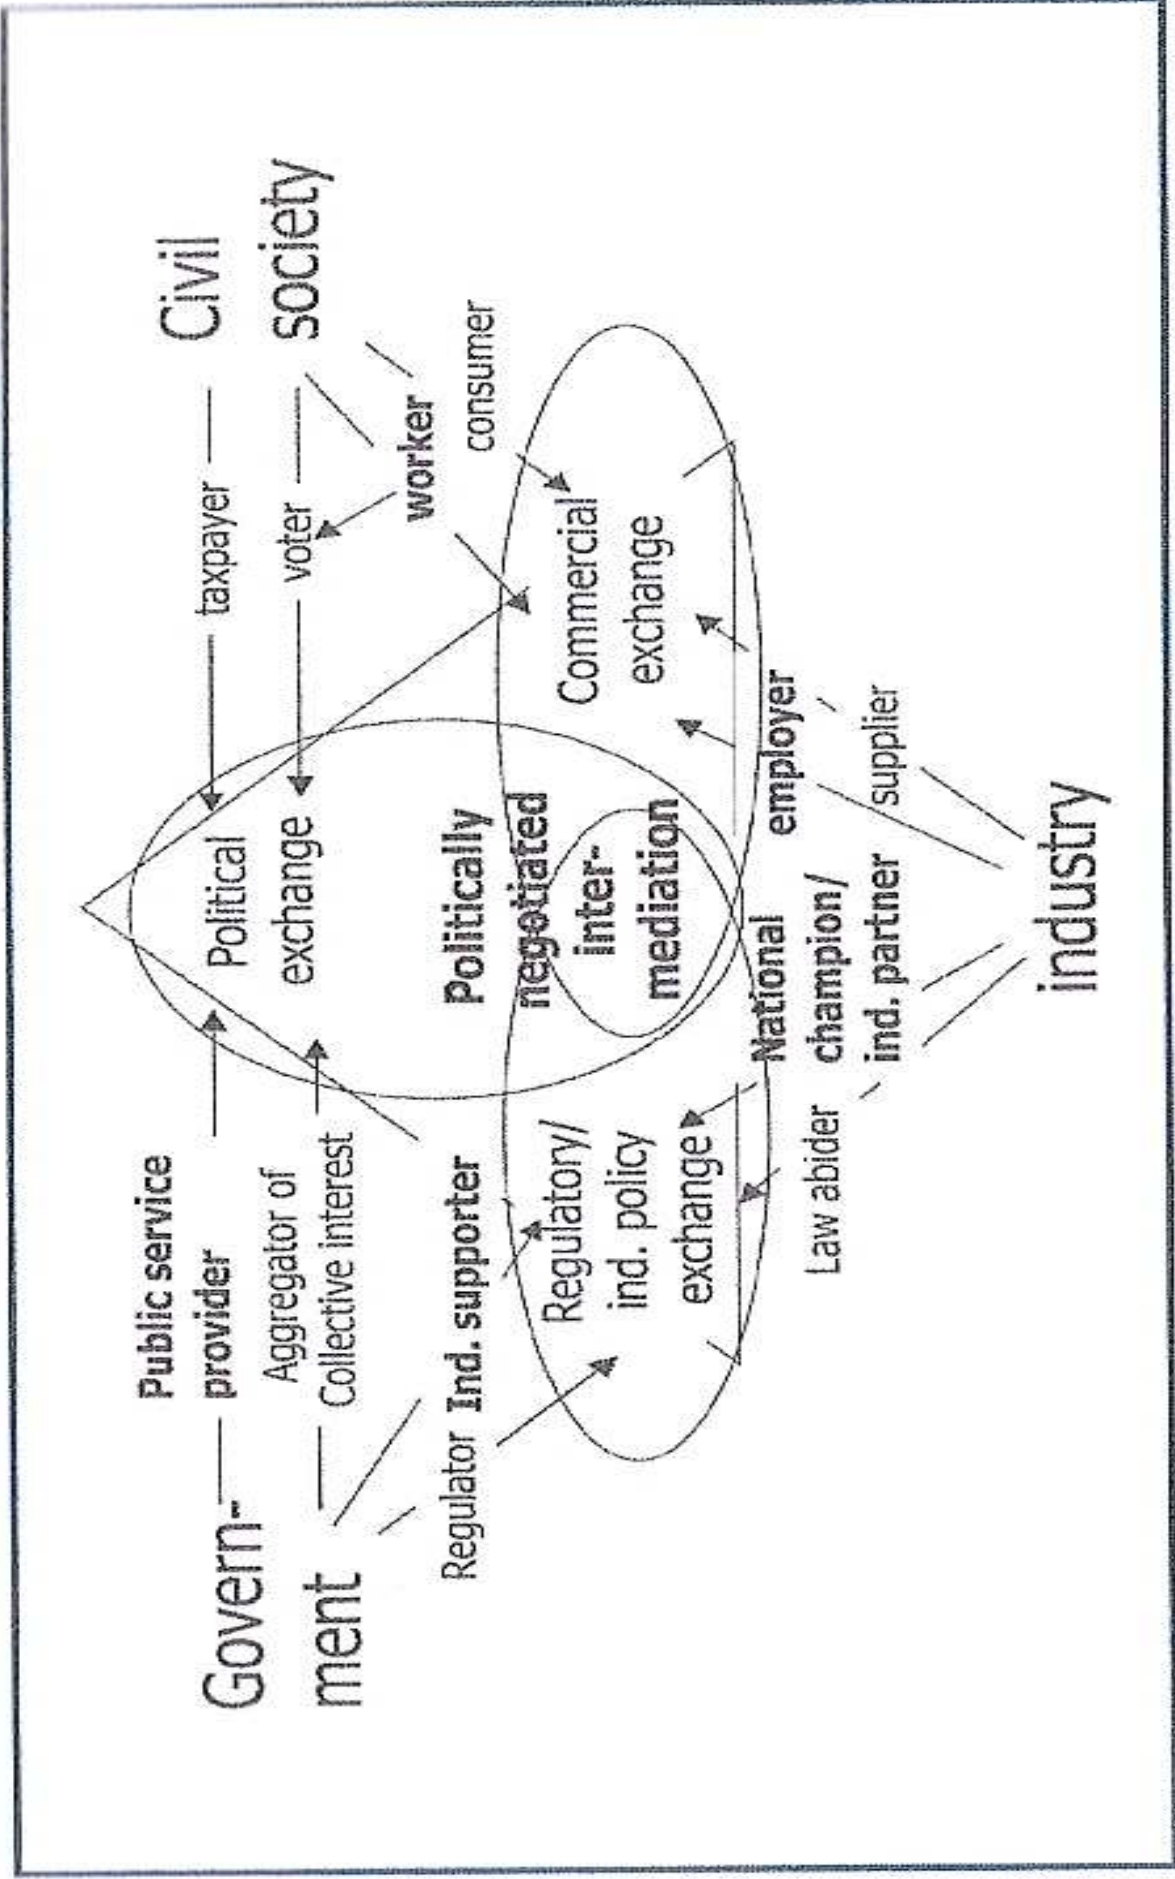 Public service
provider
Govern-
ment
Aggregator of
Collective interest
Regulator
Ind. supporter
Political
exchange
taxpayer
voter
Civil
society
worker
consumer
Politically
negotiated
inter-
mediation
Regulatory/
ind. policy
exchange
Commercial
exchange
Law abider
National
champion/
ind. partner
employer
supplier
industry